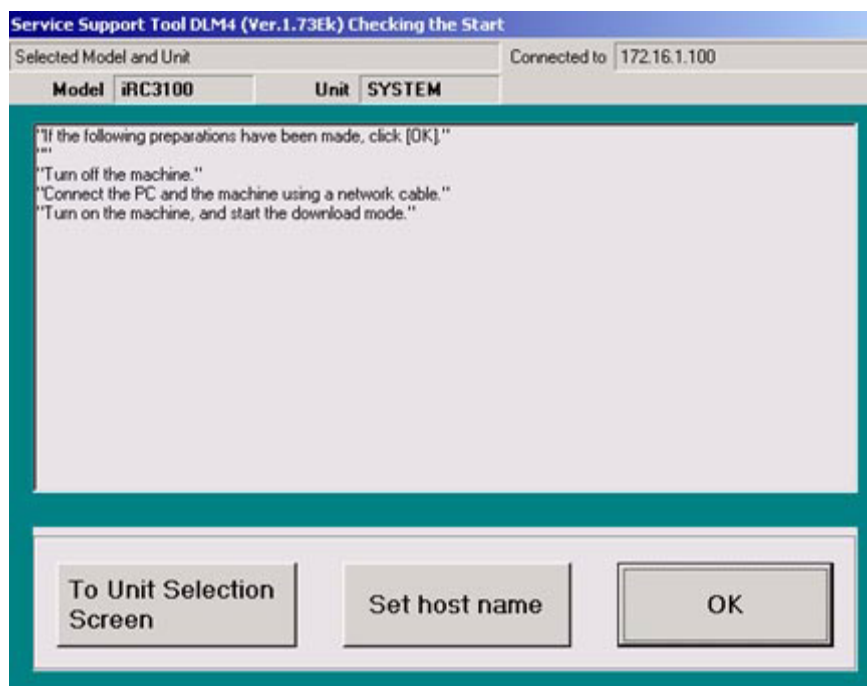 Service Support Tool DLM4 (Ver.1.73Ek) Checking the Start
Selected Model and Unit Connected to 172.16.1.100
Model iRC3100 Unit SYSTEM
"If the following preparations have been made, click [OK]."
""
"Turn off the machine."
"Connect the PC and the machine using a network cable."
"Turn on the machine, and start the download mode."
To Unit Selection
Screen
Set host name
OK